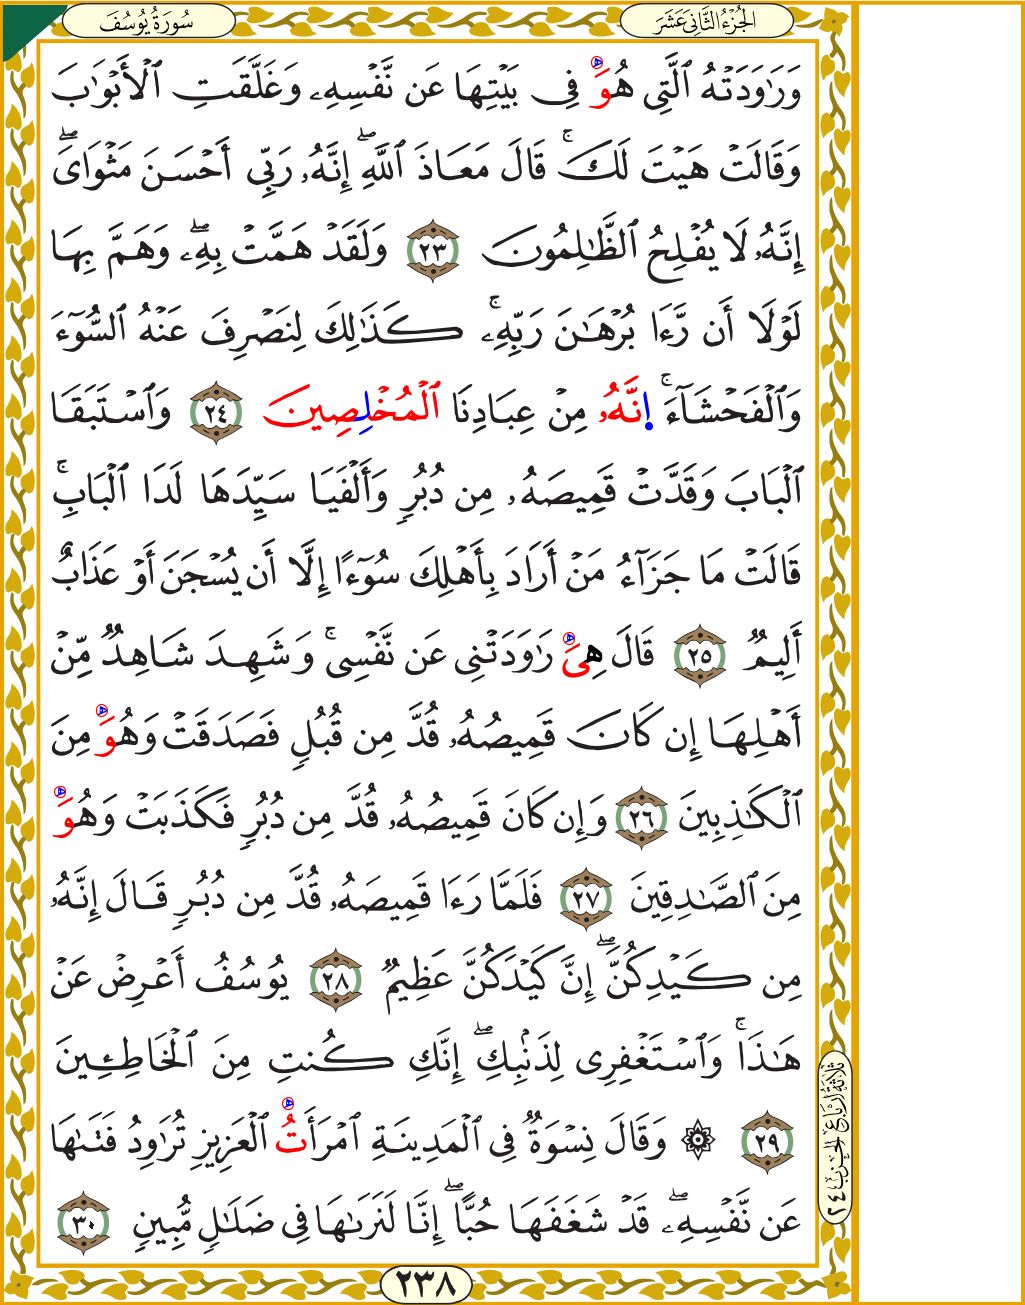 الجُزْءُ الثَّانِي عَشَرَ
سُورَةُ يُوسُفَ
وَرَٰوَدَتْهُ ٱلَّتِى هُوَ فِى بَيْتِهَا عَن نَّفْسِهِۦ وَغَلَّقَتِ ٱلْأَبْوَٰبَ
وَقَالَتْ هَيْتَ لَكَ ۚ قَالَ مَعَاذَ ٱللَّهِ ۖ إِنَّهُۥ رَبِّى أَحْسَنَ مَثْوَاىَ ۖ
إِنَّهُۥ لَا يُفْلِحُ ٱلظَّٰلِمُونَ ٢٣ وَلَقَدْ هَمَّتْ بِهِۦ ۖ وَهَمَّ بِهَا
لَوْلَا أَن رَّءَا بُرْهَٰنَ رَبِّهِۦ ۚ كَذَٰلِكَ لِنَصْرِفَ عَنْهُ ٱلسُّوٓءَ
وَٱلْفَحْشَآءَ ۚ إِنَّهُۥ مِنْ عِبَادِنَا ٱلْمُخْلِصِينَ ٢٤ وَٱسْتَبَقَا
ٱلْبَابَ وَقَدَّتْ قَمِيصَهُۥ مِن دُبُرٍ وَأَلْفَيَا سَيِّدَهَا لَدَا ٱلْبَابِ ۚ
قَالَتْ مَا جَزَآءُ مَنْ أَرَادَ بِأَهْلِكَ سُوٓءًا إِلَّا أَن يُسْجَنَ أَوْ عَذَابٌ
أَلِيمٌ ٢٥ قَالَ هِىَ رَٰوَدَتْنِى عَن نَّفْسِى ۚ وَشَهِدَ شَاهِدٌ مِّنْ
أَهْلِهَا إِن كَانَ قَمِيصُهُۥ قُدَّ مِن قُبُلٍ فَصَدَقَتْ وَهُوَ مِنَ
ٱلْكَٰذِبِينَ ٢٦ وَإِن كَانَ قَمِيصُهُۥ قُدَّ مِن دُبُرٍ فَكَذَبَتْ وَهُوَ
مِنَ ٱلصَّٰدِقِينَ ٢٧ فَلَمَّا رَءَا قَمِيصَهُۥ قُدَّ مِن دُبُرٍ قَالَ إِنَّهُۥ
مِن كَيْدِكُنَّ ۖ إِنَّ كَيْدَكُنَّ عَظِيمٌ ٢٨ يُوسُفُ أَعْرِضْ عَنْ
هَٰذَا ۚ وَٱسْتَغْفِرِى لِذَنۢبِكِ ۖ إِنَّكِ كُنتِ مِنَ ٱلْخَاطِـِٔينَ
٢٩ ۞ وَقَالَ نِسْوَةٌ فِى ٱلْمَدِينَةِ ٱمْرَأَتُ ٱلْعَزِيزِ تُرَٰوِدُ فَتَىٰهَا
عَن نَّفْسِهِۦ ۖ قَدْ شَغَفَهَا حُبًّا ۖ إِنَّا لَنَرَىٰهَا فِى ضَلَٰلٍ مُّبِينٍ ٣٠
ثلاثة أرباع الحزب ٢٤
٢٣٨